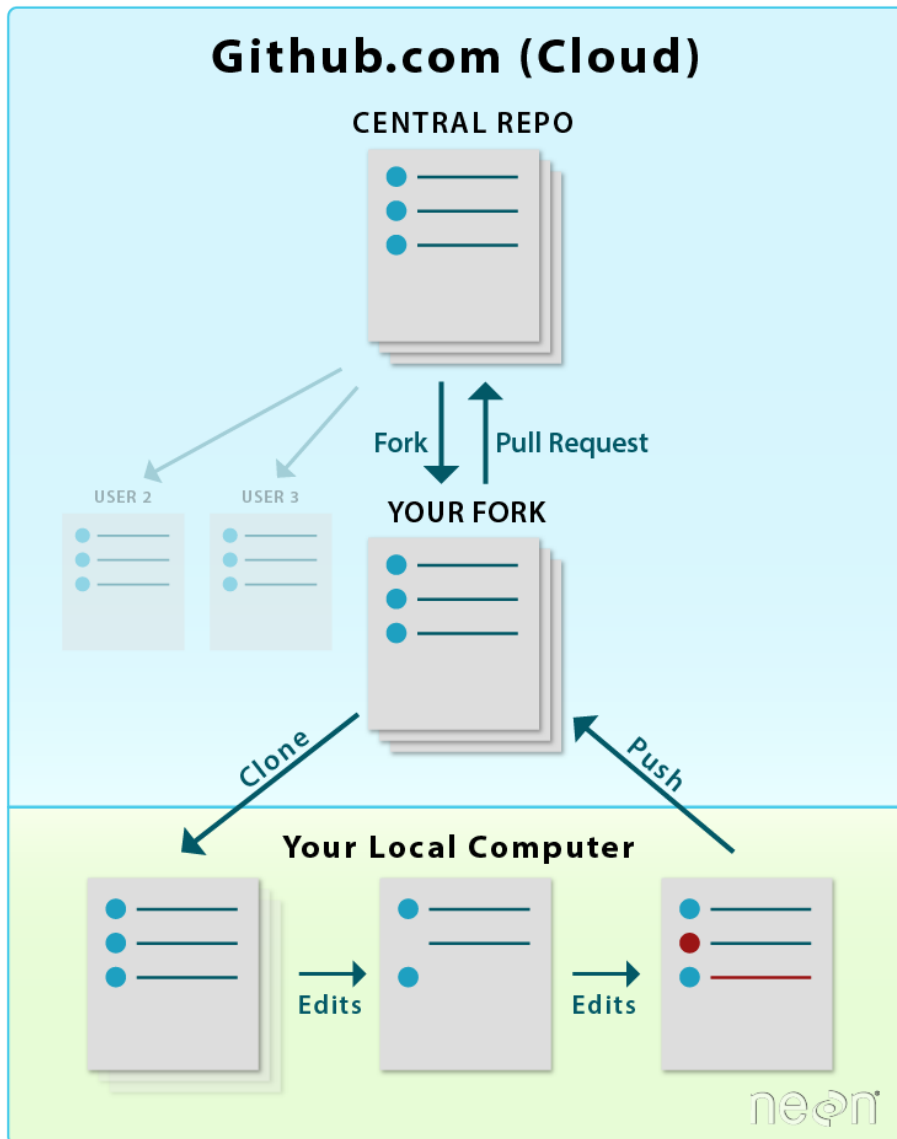 Github.com (Cloud)
CENTRAL REPO
Fork
Pull Request
USER 2
USER 3
YOUR FORK
Clone
Push
Your Local Computer
Edits
Edits
neon